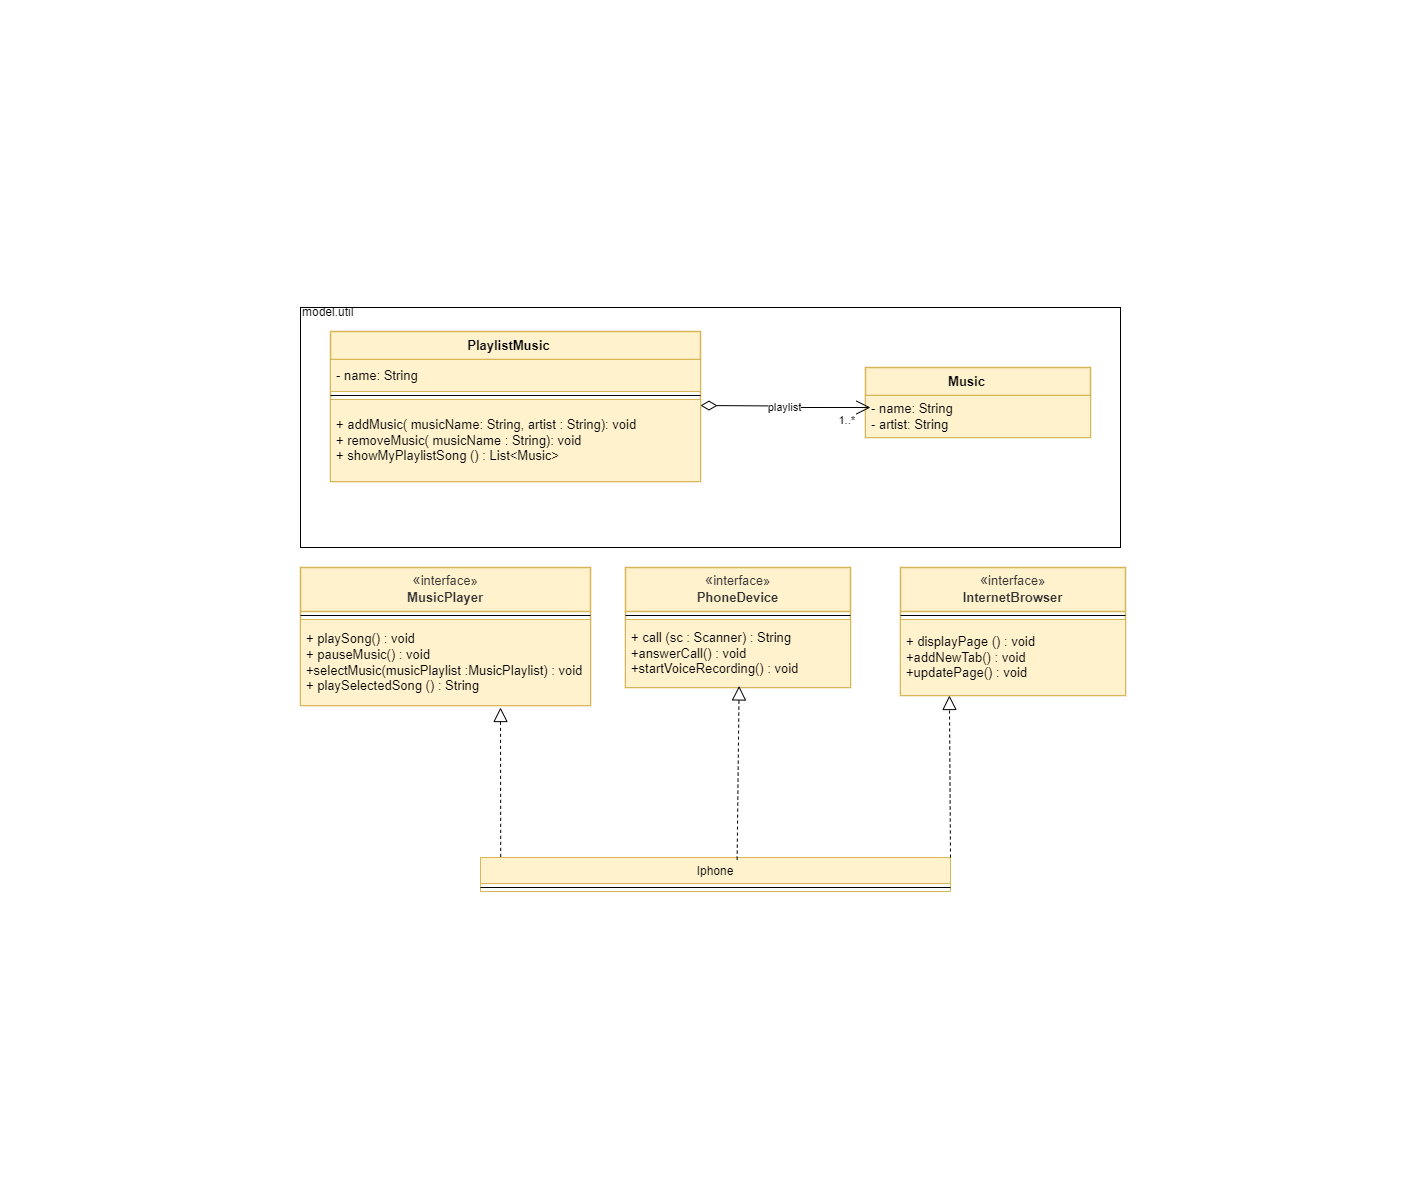 model.util
PlaylistMusic
- name: String
+ addMusic( musicName: String, artist : String): void
+ removeMusic( musicName : String): void
+ showMyPlaylistSong () : List<Music>
playlist
1..*
Music
- name: String
- artist: String
«interface»
MusicPlayer
+ playSong() : void
+ pauseMusic() : void
+selectMusic(musicPlaylist :MusicPlaylist) : void
+ playSelectedSong () : String
«interface»
PhoneDevice
+ call (sc : Scanner) : String
+answerCall() : void
+startVoiceRecording() : void
«interface»
InternetBrowser
+ displayPage () : void
+addNewTab() : void
+updatePage() : void
Iphone